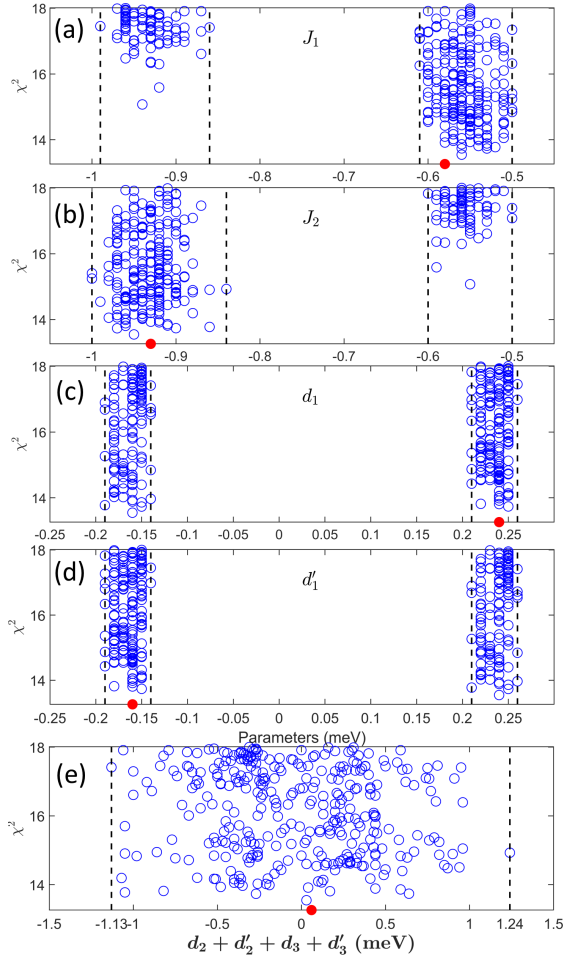 18
(a)
J₁
χ²
16
14
-1 -0.9 -0.8 -0.7 -0.6 -0.5
18
(b)
J₂
χ²
16
14
-1 -0.9 -0.8 -0.7 -0.6 -0.5
18
(c)
d₁
χ²
16
14
-0.25 -0.2 -0.15 -0.1 -0.05 0 0.05 0.1 0.15 0.2 0.25
18
(d)
d′₁
χ²
16
14
-0.25 -0.2 -0.15 -0.1 -0.05 0 0.05 0.1 0.15 0.2 0.25
Parameters (meV)
18
(e)
χ²
16
14
-1.5 -1.13 -1 -0.5 0 0.5 1 1.24 1.5
d₂ + d′₂ + d₃ + d′₃ (meV)